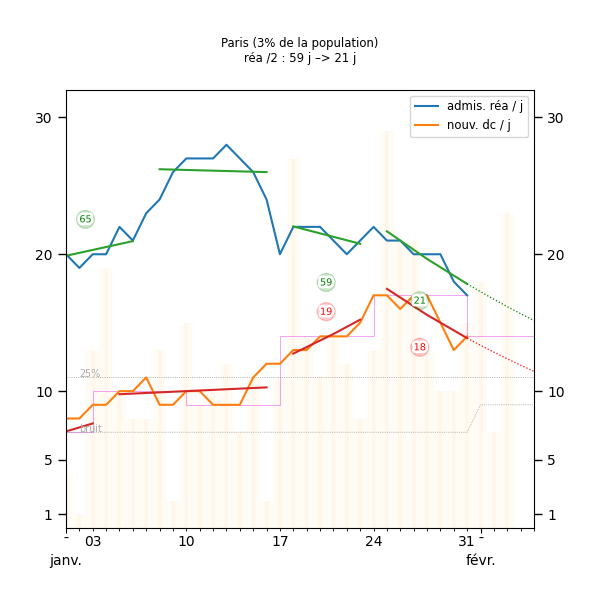 Paris (3% de la population)
réa /2 : 59 j –> 21 j
admis. réa / j
nouv. dc / j
30
30
65
20
20
59
19
21
18
25%
10
10
bruit
5
5
1
1
03 10 17 24 31
janv. févr.